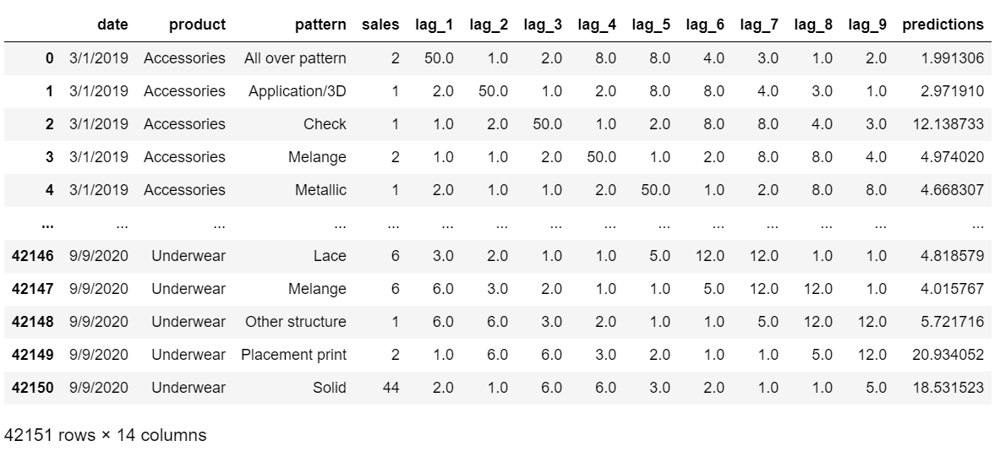 date product pattern sales lag_1 lag_2 lag_3 lag_4 lag_5 lag_6 lag_7 lag_8 lag_9 predictions
0 3/1/2019 Accessories All over pattern 2 50.0 1.0 2.0 8.0 8.0 4.0 3.0 1.0 2.0 1.991306
1 3/1/2019 Accessories Application/3D 1 2.0 50.0 1.0 2.0 8.0 8.0 4.0 3.0 1.0 2.971910
2 3/1/2019 Accessories Check 1 1.0 2.0 50.0 1.0 2.0 8.0 8.0 4.0 3.0 12.138733
3 3/1/2019 Accessories Melange 2 1.0 1.0 2.0 50.0 1.0 2.0 8.0 8.0 4.0 4.974020
4 3/1/2019 Accessories Metallic 1 2.0 1.0 1.0 2.0 50.0 1.0 2.0 8.0 8.0 4.668307
... ... ... ... ... ... ... ... ... ... ... ... ... ... ...
42146 9/9/2020 Underwear Lace 6 3.0 2.0 1.0 1.0 5.0 12.0 12.0 1.0 1.0 4.818579
42147 9/9/2020 Underwear Melange 6 6.0 3.0 2.0 1.0 1.0 5.0 12.0 12.0 1.0 4.015767
42148 9/9/2020 Underwear Other structure 1 6.0 6.0 3.0 2.0 1.0 1.0 5.0 12.0 12.0 5.721716
42149 9/9/2020 Underwear Placement print 2 1.0 6.0 6.0 3.0 2.0 1.0 1.0 5.0 12.0 20.934052
42150 9/9/2020 Underwear Solid 44 2.0 1.0 6.0 6.0 3.0 2.0 1.0 1.0 5.0 18.531523
42151 rows × 14 columns